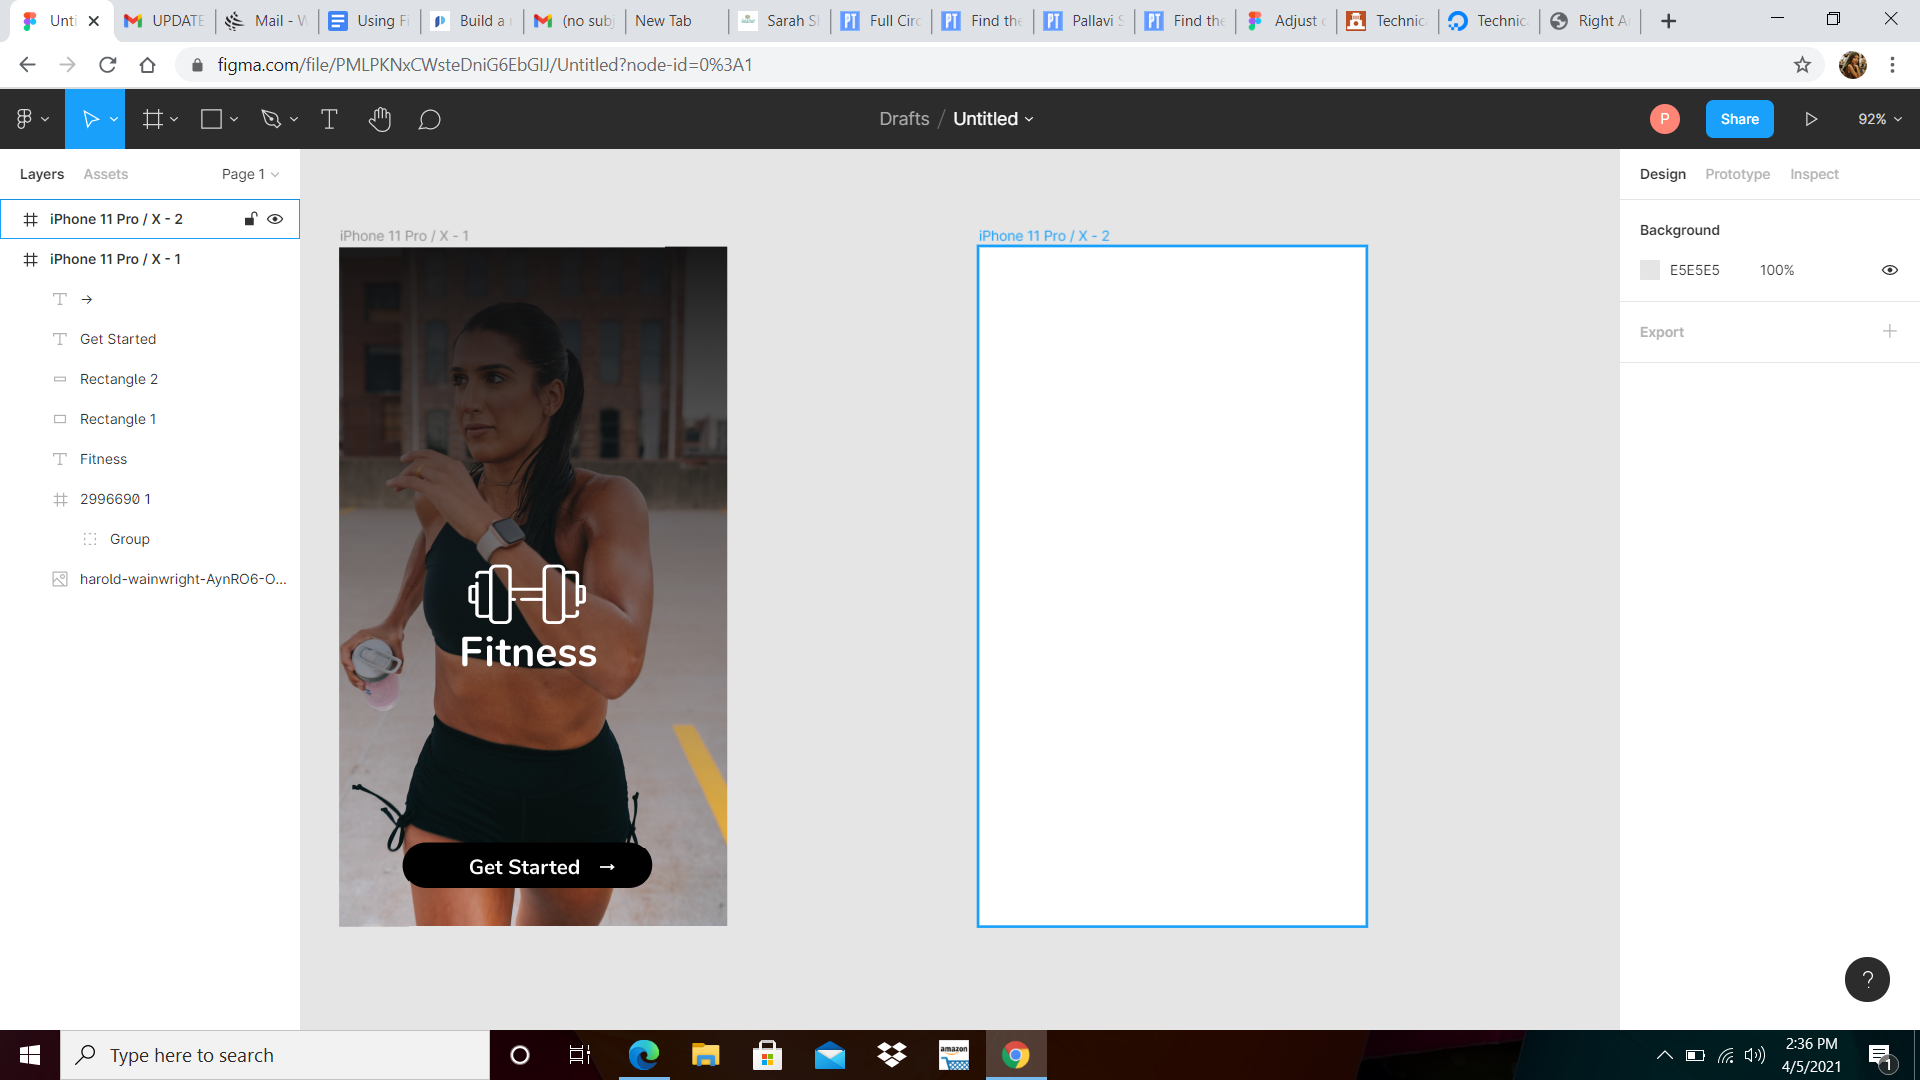 Unti
UPDATE
Mail - W
Using Fi
Build a
(no subj
New Tab
Sarah Sl
Full Circ
Find the
Pallavi S
Find the
Adjust
Technic
Technic
Right A
figma.com/file/PMLPKNxCWsteDniG6EbGIJ/Untitled?node-id=0%3A1
Drafts / Untitled
P
Share
92%
Layers
Assets
Page 1
Design
Prototype
Inspect
iPhone 11 Pro / X - 2
iPhone 11 Pro / X - 1
→
Get Started
Rectangle 2
Rectangle 1
Fitness
2996690 1
Group
harold-wainwright-AynRO6-O...
iPhone 11 Pro / X - 1
Fitness
Get Started →
iPhone 11 Pro / X - 2
Background
E5E5E5 100%
Export
?
Type here to search
amazon
2:36 PM
4/5/2021
1